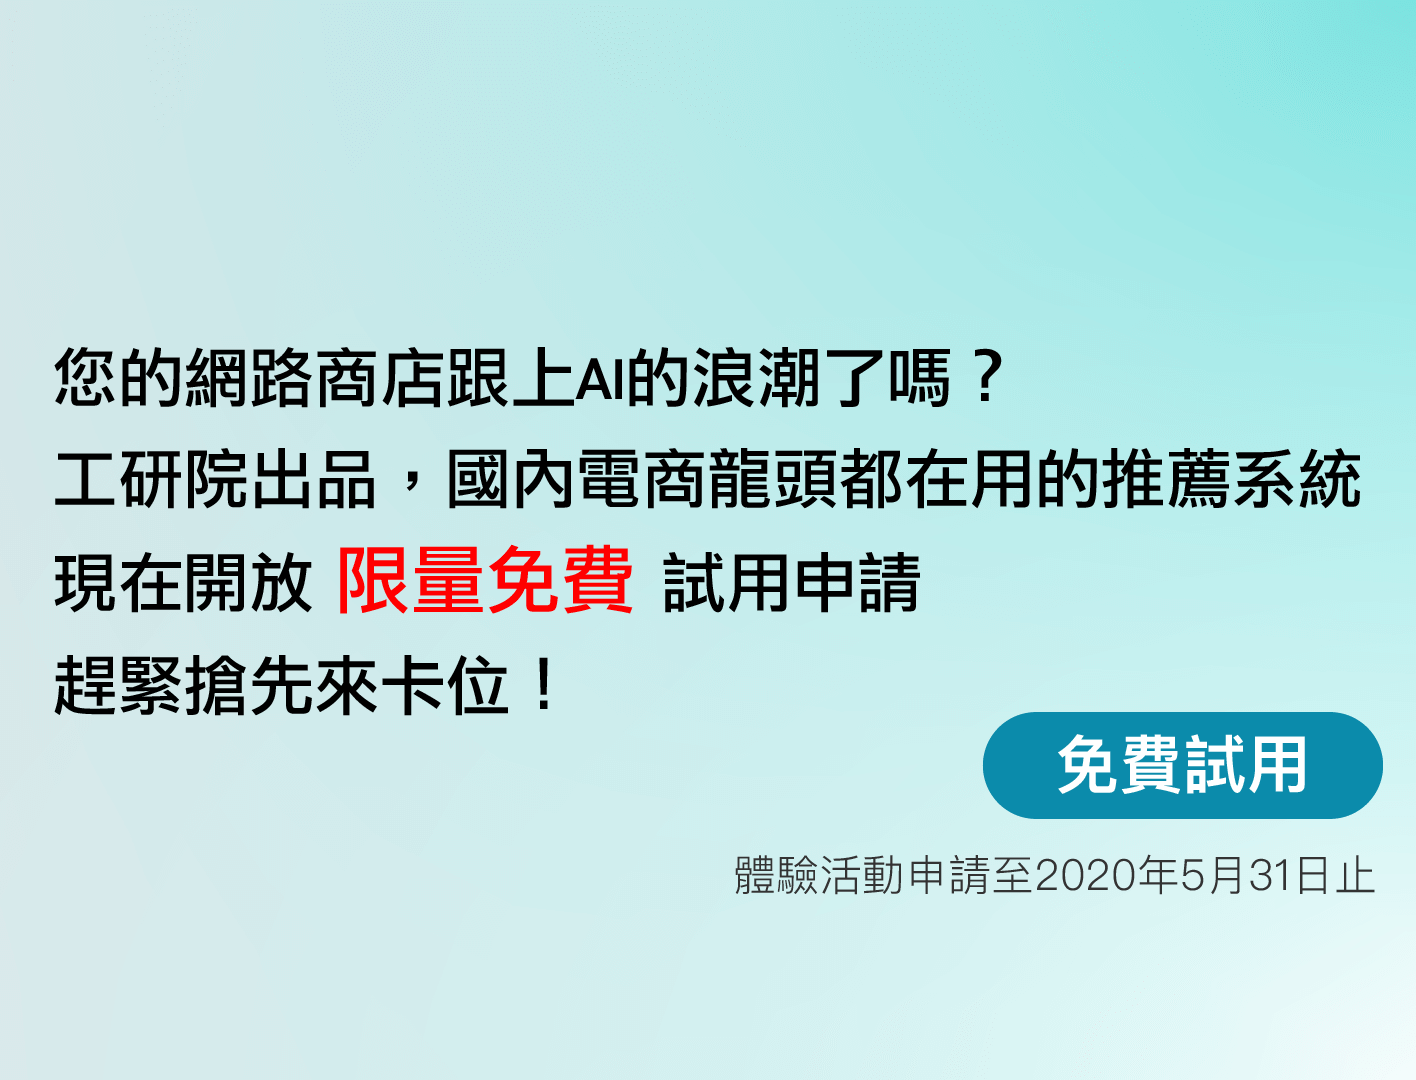 您的網路商店跟上AI的浪潮了嗎？
工研院出品，國內電商龍頭都在用的推薦系統
現在開放 限量免費 試用申請
趕緊搶先來卡位！
免費試用
體驗活動申請至2020年5月31日止